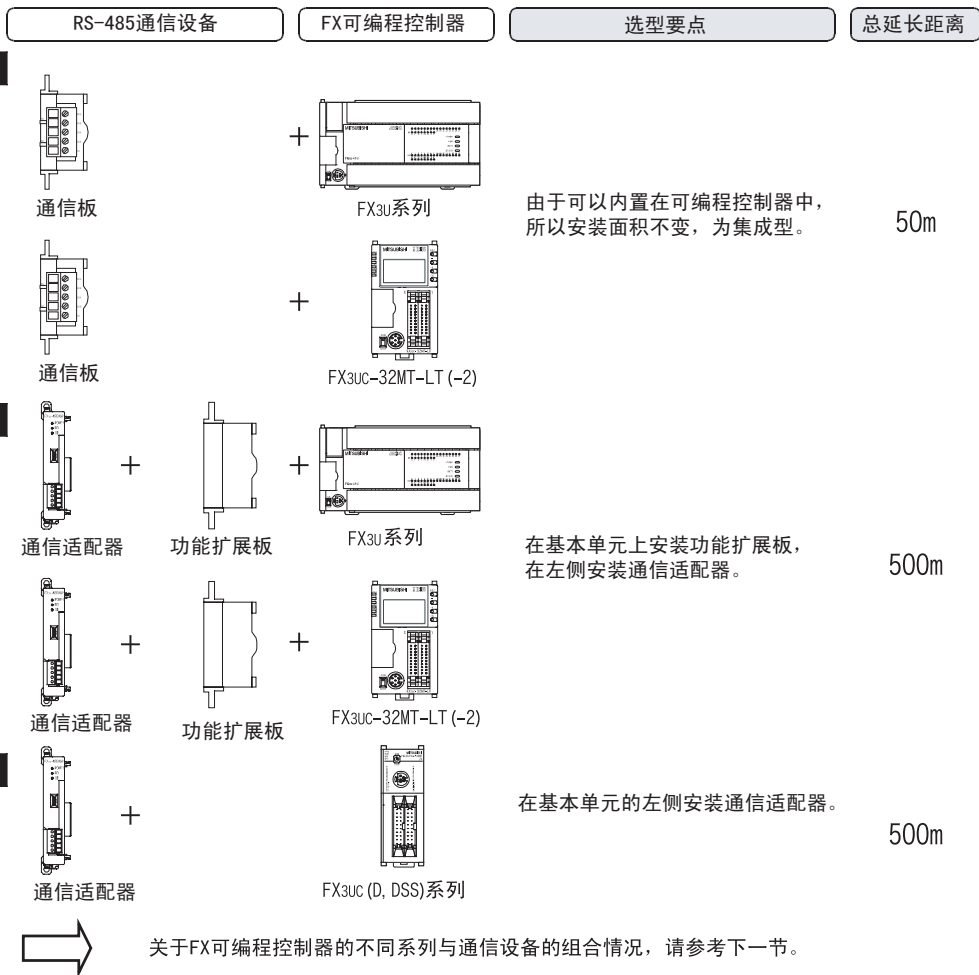 RS-485通信设备
FX可编程控制器
选型要点
总延长距离
通信板
+
MITSUBISHI
FX3U系列
由于可以内置在可编程控制器中，
所以安装面积不变，为集成型。
50m
通信板
+
MITSUBISHI
FX3UC-32MT-LT(-2)
通信适配器
+
功能扩展板
+
MITSUBISHI
FX3U系列
在基本单元上安装功能扩展板，
在左侧安装通信适配器。
500m
通信适配器
+
功能扩展板
+
MITSUBISHI
FX3UC-32MT-LT(-2)
通信适配器
+
MITSUBISHI
FX3UC(D, DSS)系列
在基本单元的左侧安装通信适配器。
500m
关于FX可编程控制器的不同系列与通信设备的组合情况，请参考下一节。